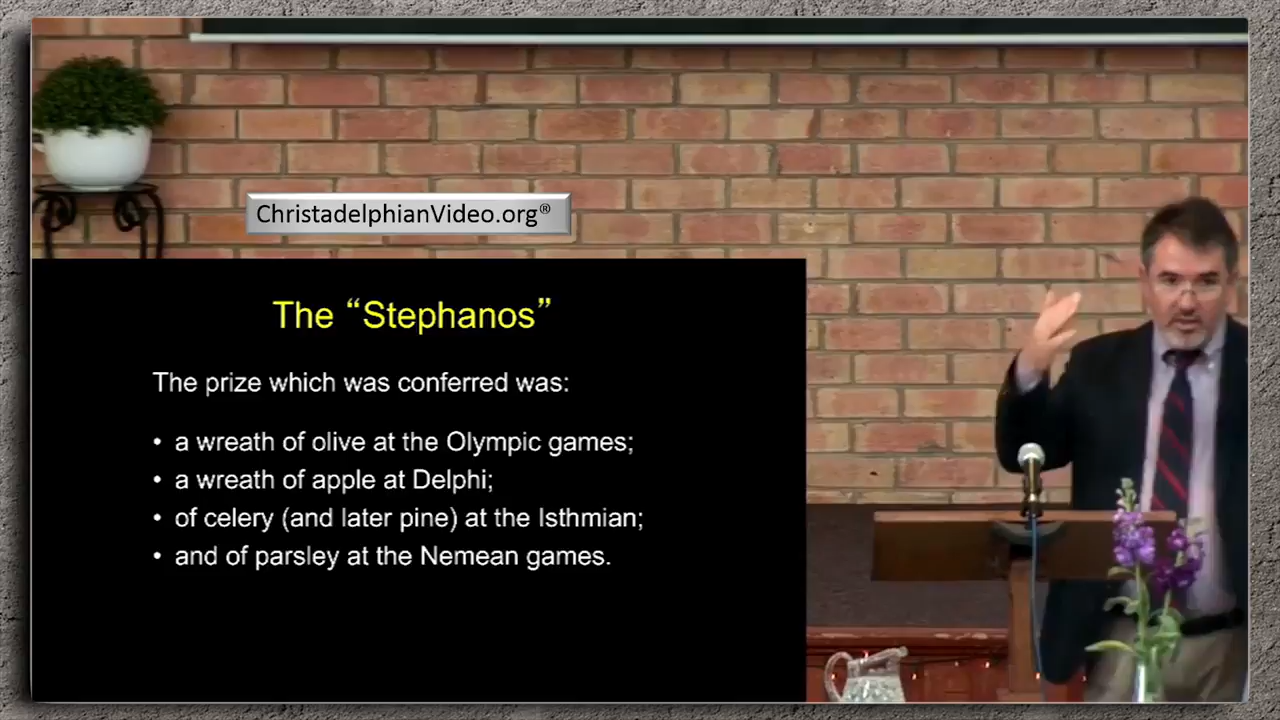 ChristadelphianVideo.org®
The “Stephanos”
The prize which was conferred was:
• a wreath of olive at the Olympic games;
• a wreath of apple at Delphi;
• of celery (and later pine) at the Isthmian;
• and of parsley at the Nemean games.